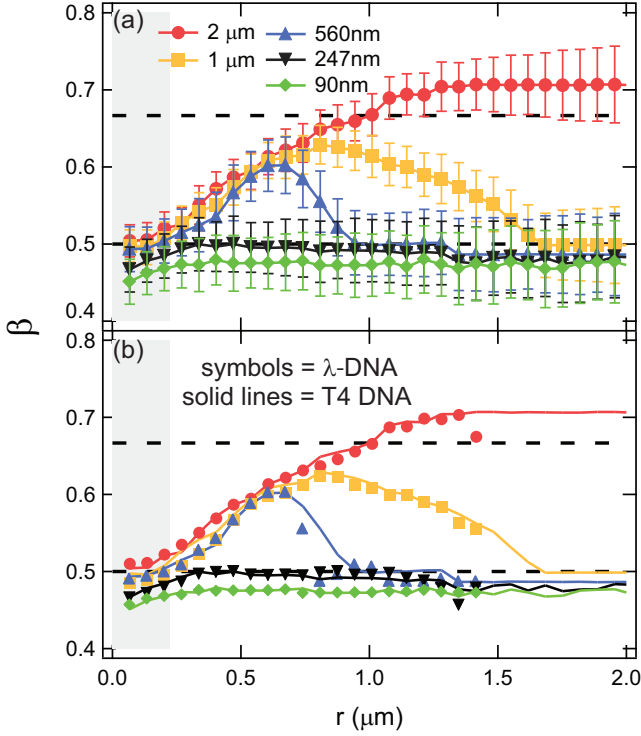 (a)
2 μm
560nm
1 μm
247nm
90nm
0.8
0.7
0.6
0.5
0.4
β
(b)
symbols = λ-DNA
solid lines = T4 DNA
0.7
0.6
0.5
0.4
0.0 0.5 1.0 1.5 2.0
r (μm)